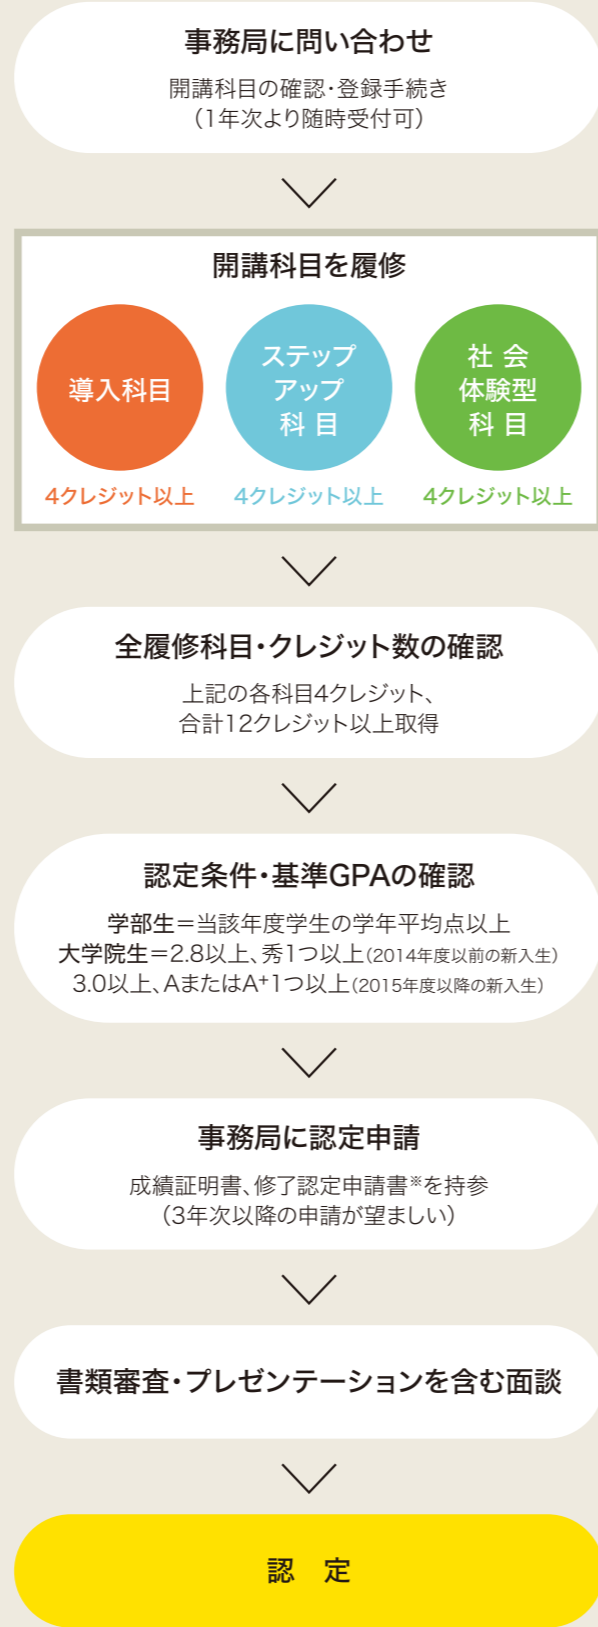 事務局に問い合わせ
開講科目の確認・登録手続き
（1年次より随時受付可）
開講科目を履修
導入科目
ステップ
アップ
科 目
社 会
体験型
科 目
4クレジット以上
4クレジット以上
4クレジット以上
全履修科目・クレジット数の確認
上記の各科目4クレジット、
合計12クレジット以上取得
認定条件・基準GPAの確認
学部生＝当該年度学生の学年平均点以上
大学院生＝2.8以上、秀1つ以上（2014年度以前の新入生）
3.0以上、AまたはA⁺1つ以上（2015年度以降の新入生）
事務局に認定申請
成績証明書、修了認定申請書※を持参
（3年次以降の申請が望ましい）
書類審査・プレゼンテーションを含む面談
認　定